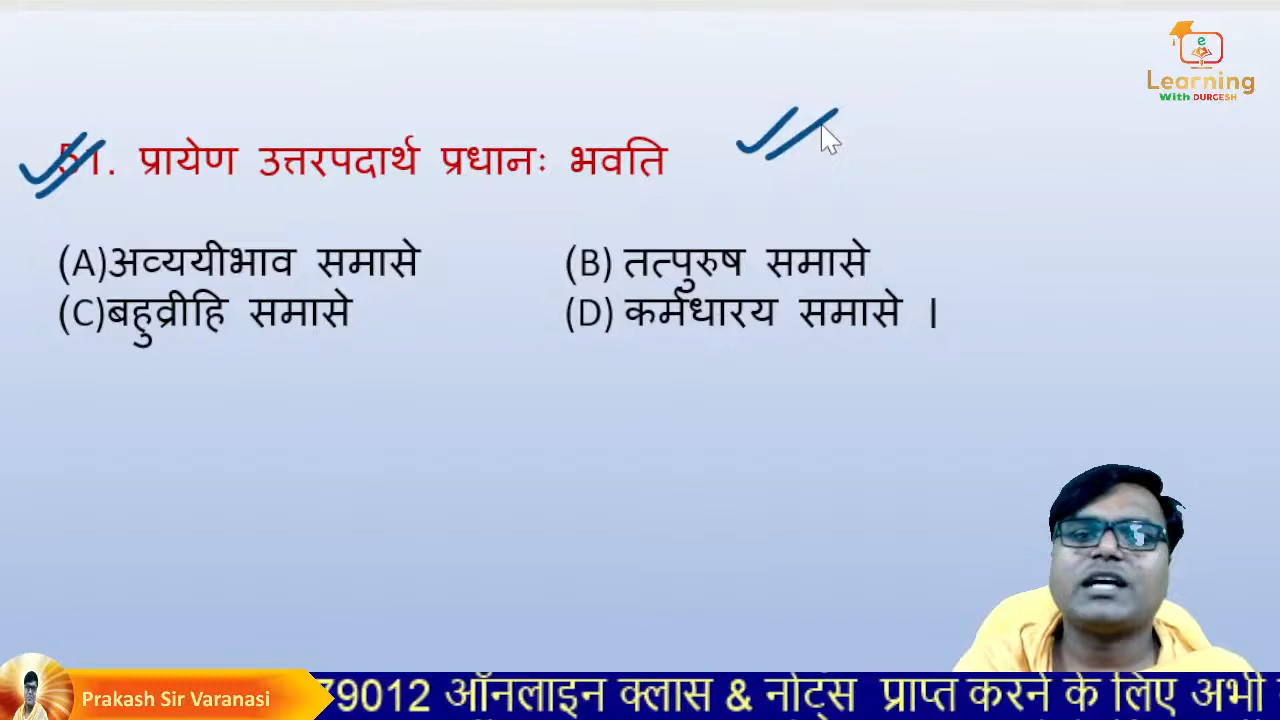 e
Learning
With DURGESH
51. प्रायेण उत्तरपदार्थ प्रधानः भवति
(A)अव्ययीभाव समासे (B) तत्पुरुष समासे
(C)बहुव्रीहि समासे (D) कर्मधारय समासे ।
Prakash Sir Varanasi
79012 ऑनलाइन क्लास & नोट्स प्राप्त करने के लिए अभी